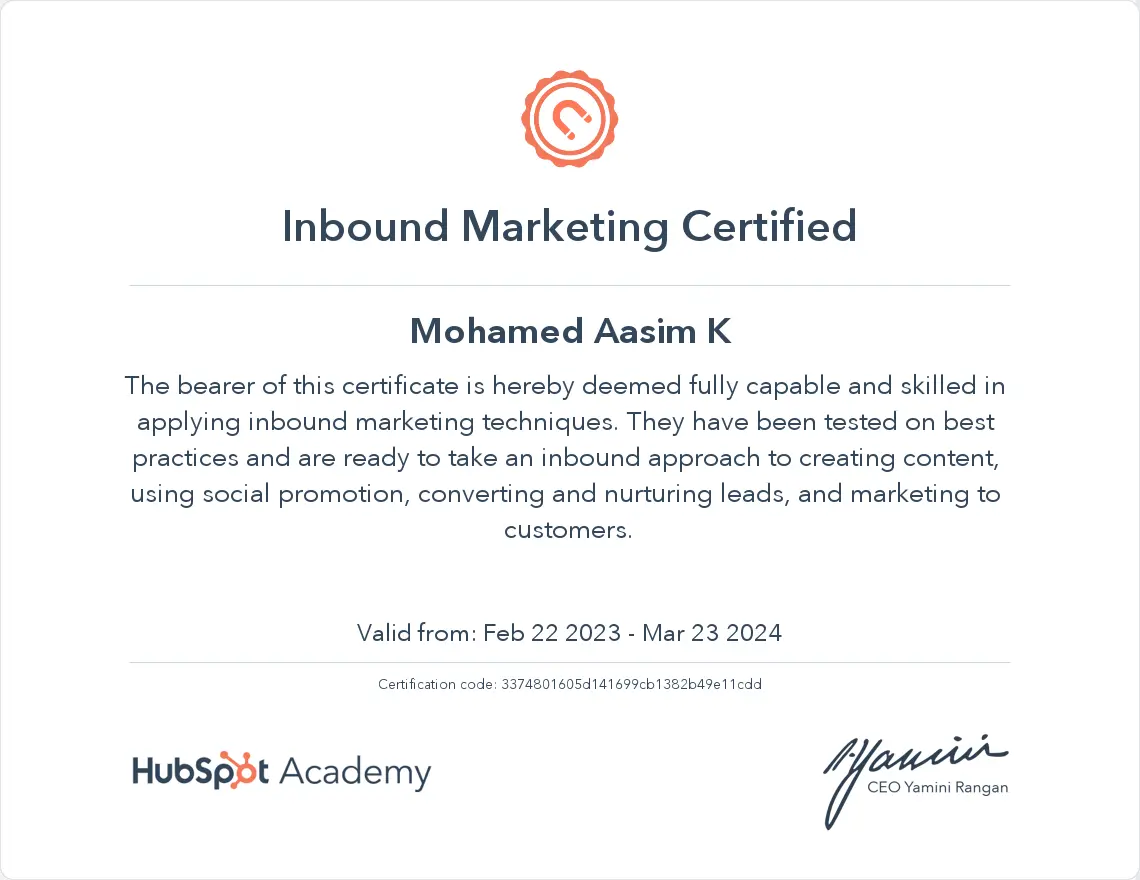 Inbound Marketing Certified
Mohamed Aasim K
The bearer of this certificate is hereby deemed fully capable and skilled in
applying inbound marketing techniques. They have been tested on best
practices and are ready to take an inbound approach to creating content,
using social promotion, converting and nurturing leads, and marketing to
customers.
Valid from: Feb 22 2023 - Mar 23 2024
Certification code: 3374801605d141699cb1382b49e11cdd
HubSpot Academy
Yamini
CEO Yamini Rangan